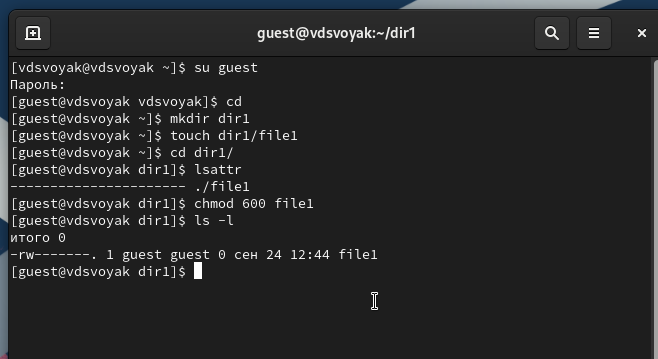 guest@vdsvoyak:~/dir1
[vdsvoyak@vdsvoyak ~]$ su guest
Пароль:
[guest@vdsvoyak vdsvoyak]$ cd
[guest@vdsvoyak ~]$ mkdir dir1
[guest@vdsvoyak ~]$ touch dir1/file1
[guest@vdsvoyak ~]$ cd dir1/
[guest@vdsvoyak dir1]$ lsattr
---------------------- ./file1
[guest@vdsvoyak dir1]$ chmod 600 file1
[guest@vdsvoyak dir1]$ ls -l
итого 0
-rw-------. 1 guest guest 0 сен 24 12:44 file1
[guest@vdsvoyak dir1]$